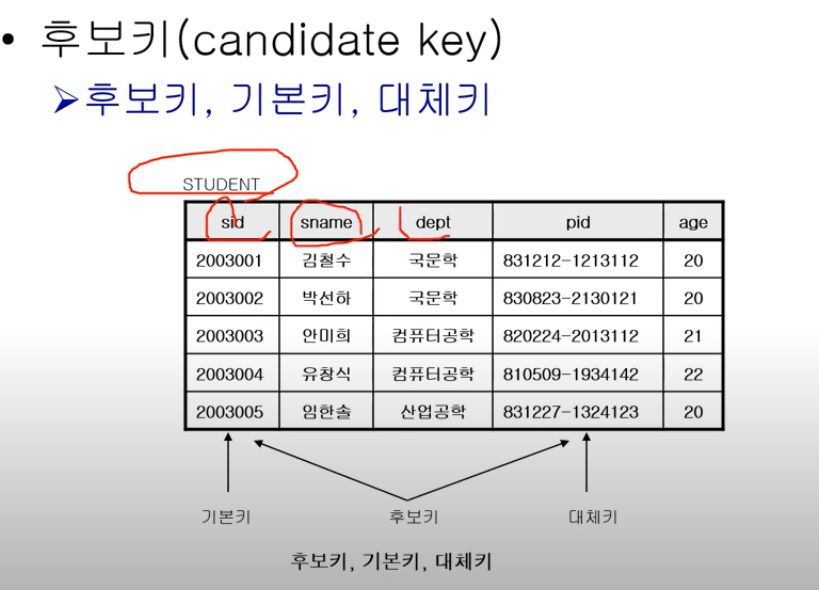 • 후보키(candidate key)
➢후보키, 기본키, 대체키
STUDENT
sid sname dept pid age
2003001 김철수 국문학 831212-1213112 20
2003002 박선하 국문학 830823-2130121 20
2003003 안미희 컴퓨터공학 820224-2013112 21
2003004 유창식 컴퓨터공학 810509-1934142 22
2003005 임한솔 산업공학 831227-1324123 20
기본키 후보키 대체키
후보키, 기본키, 대체키